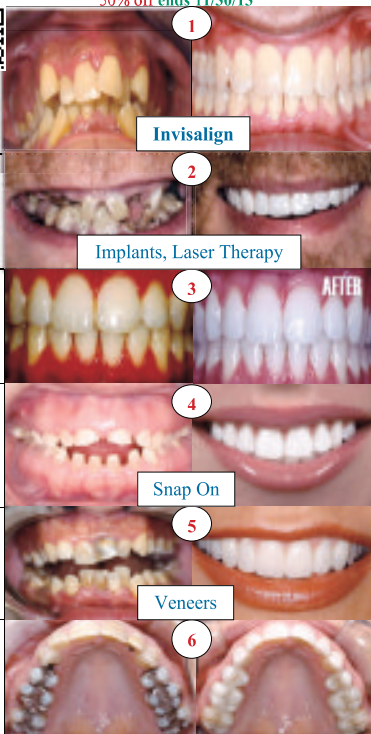 50% off ends 11/30/13
1
Invisalign
2
Implants, Laser Therapy
3
AFTER
4
Snap On
5
Veneers
6